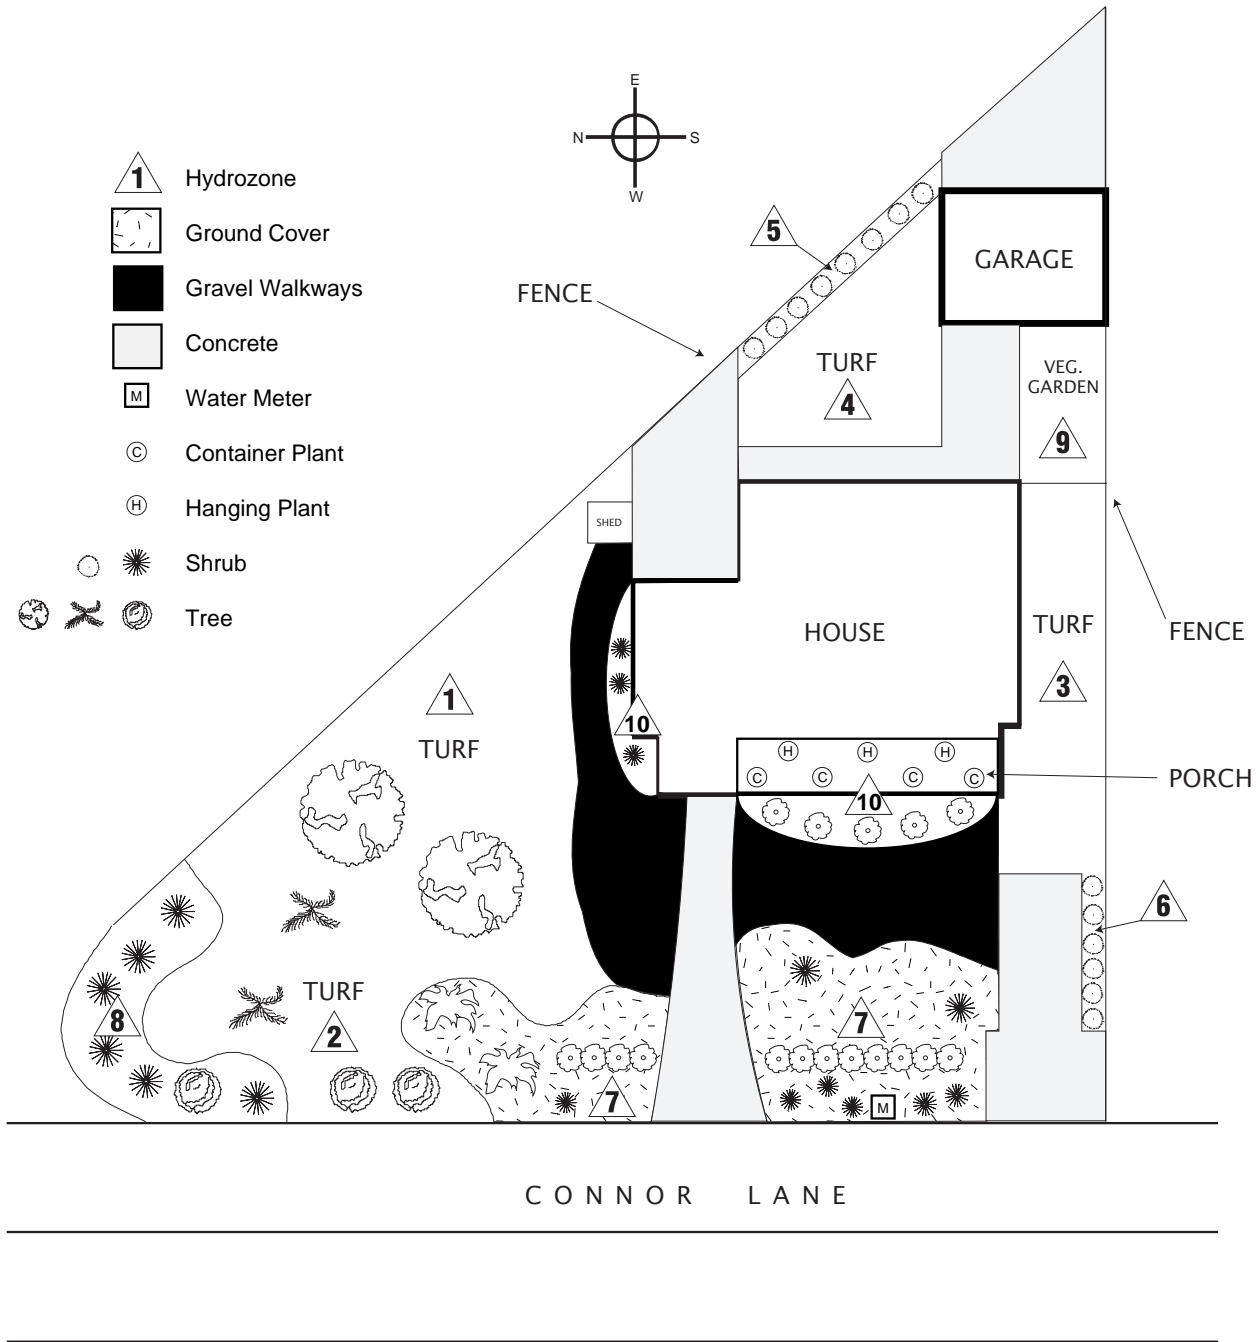 E
N
S
W
1
Hydrozone
Ground Cover
Gravel Walkways
Concrete
M
Water Meter
C
Container Plant
H
Hanging Plant
Shrub
Tree
5
GARAGE
FENCE
TURF
4
VEG.
GARDEN
9
SHED
HOUSE
TURF
3
FENCE
1
TURF
10
H
H
H
C
C
C
C
PORCH
10
6
TURF
2
8
7
7
M
CONNOR LANE